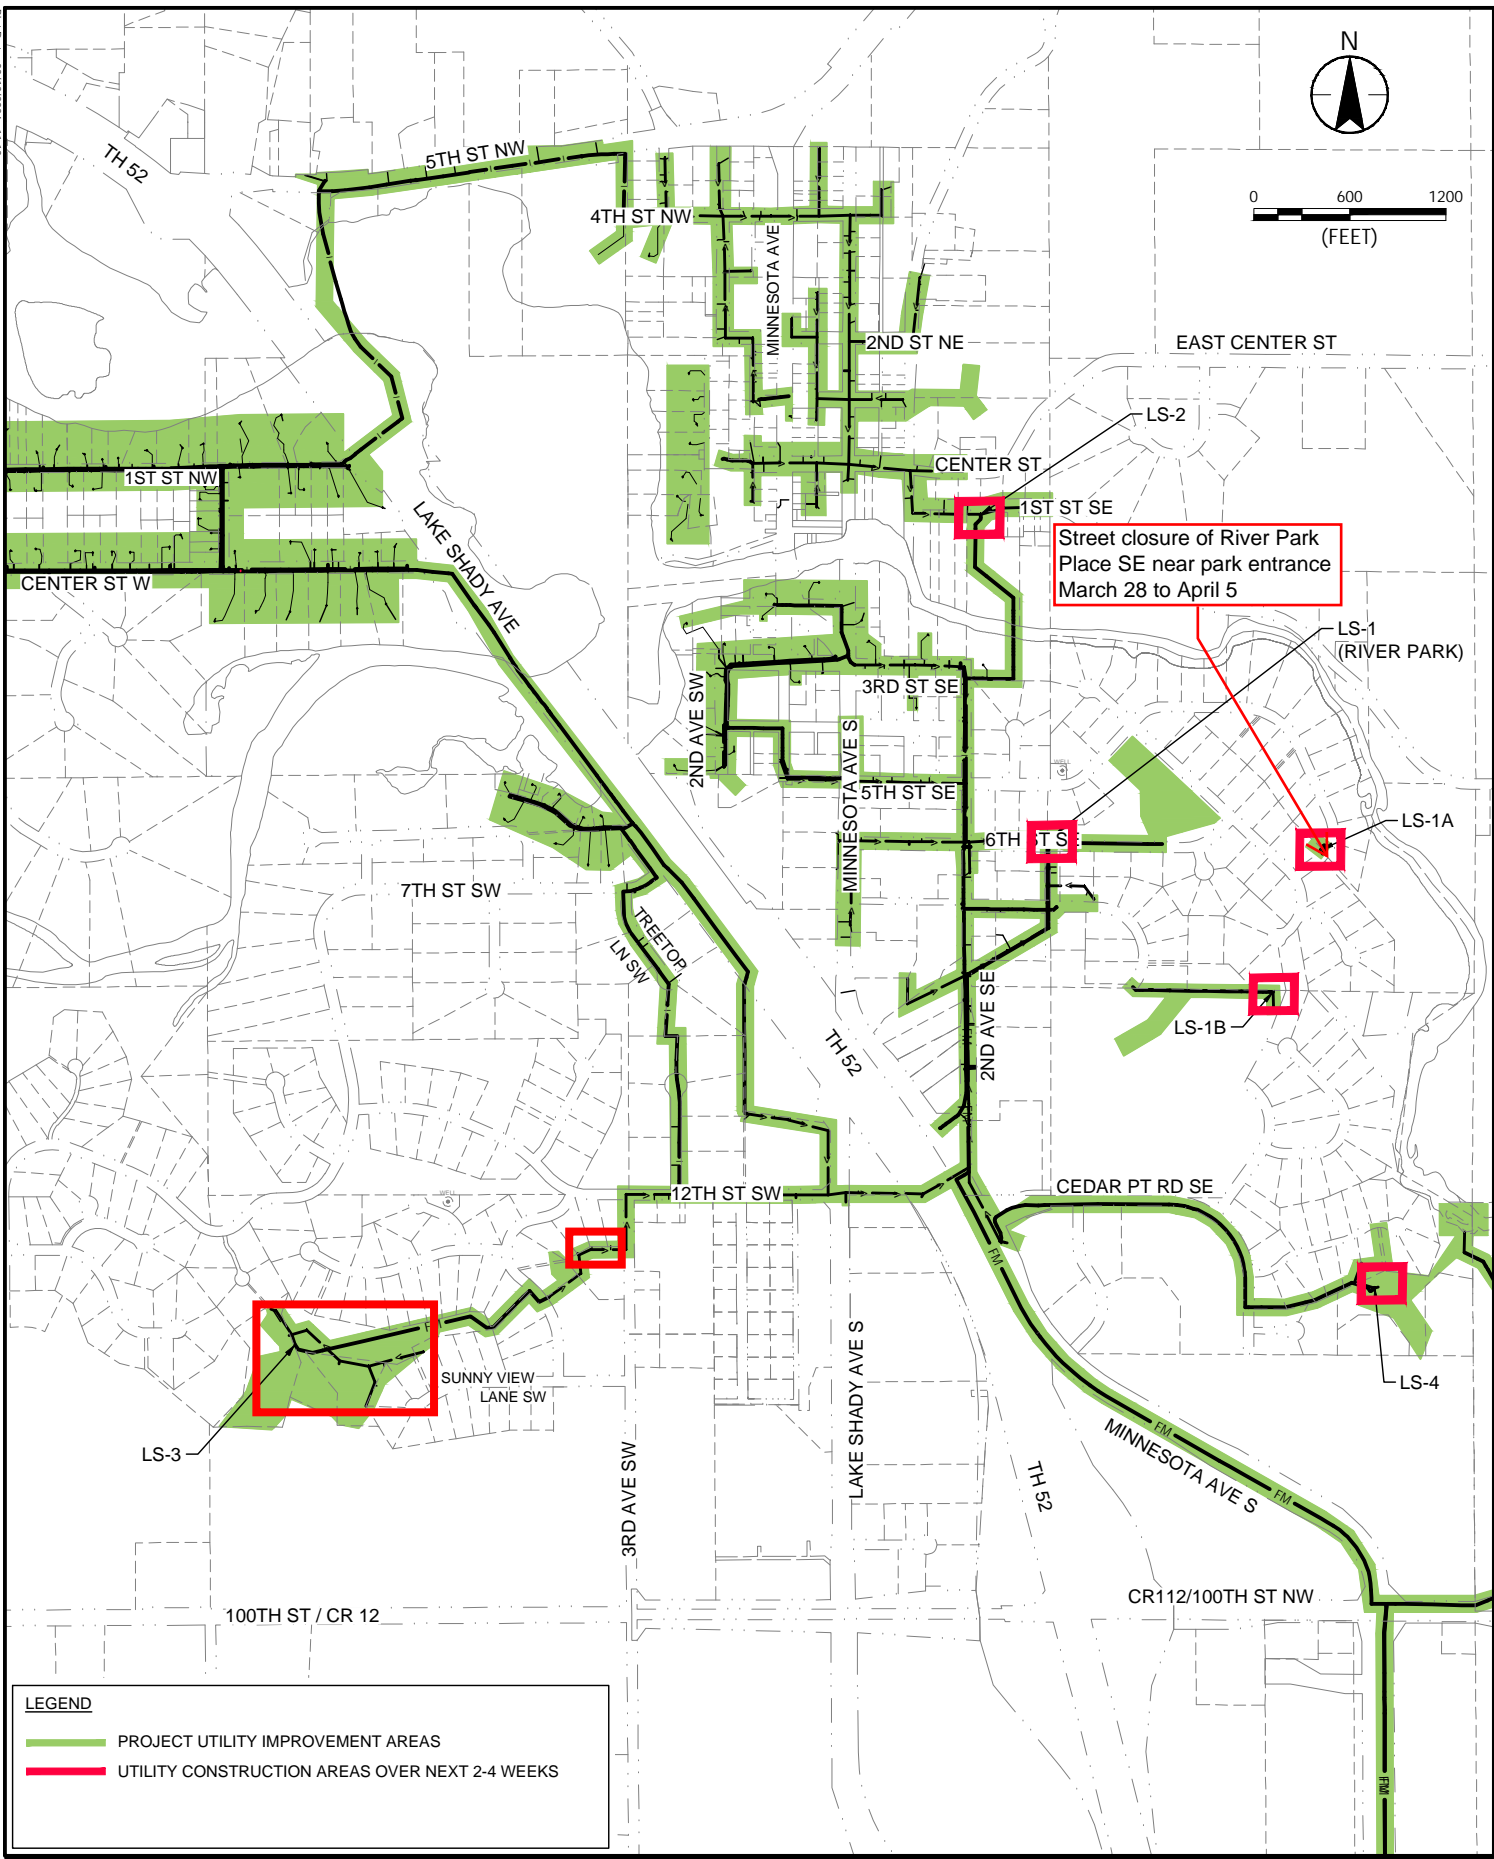 N
0 600 1200
(FEET)
TH 52
5TH ST NW
4TH ST NW
MINNESOTA AVE
2ND ST NE
EAST CENTER ST
LS-2
CENTER ST
1ST ST NW
1ST ST SE
LAKE SHADY AVE
Street closure of River Park
Place SE near park entrance
March 28 to April 5
CENTER ST W
LS-1
(RIVER PARK)
3RD ST SE
2ND AVE SW
MINNESOTA AVE S
WELL
5TH ST SE
LS-1A
6TH ST SE
7TH ST SW
TREETOP
LN SW
LS-1B
TH 52
2ND AVE SE
FM
WELL
12TH ST SW
CEDAR PT RD SE
FM
LS-4
SUNNY VIEW
LANE SW
LS-3
LAKE SHADY AVE S
FM
MINNESOTA AVE S
FM
3RD AVE SW
TH 52
100TH ST / CR 12
CR112/100TH ST NW
FM
LEGEND
PROJECT UTILITY IMPROVEMENT AREAS
UTILITY CONSTRUCTION AREAS OVER NEXT 2-4 WEEKS